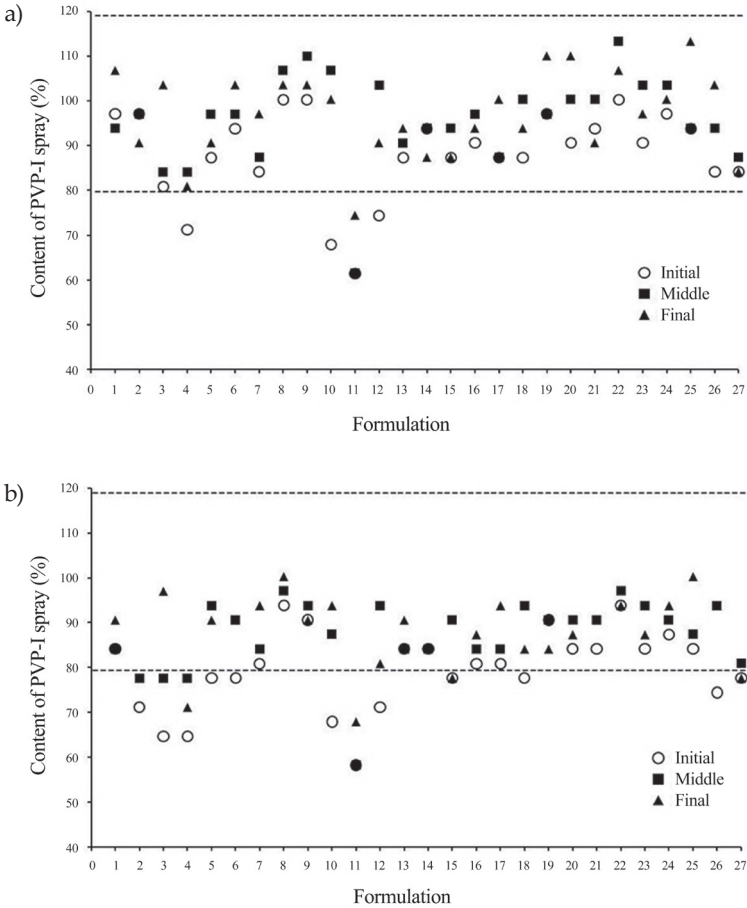 a)
120
110
100
90
80
70
60
50
40
Content of PVP-I spray (%)
Initial
Middle
Final
0 1 2 3 4 5 6 7 8 9 10 11 12 13 14 15 16 17 18 19 20 21 22 23 24 25 26 27
Formulation
b)
120
110
100
90
80
70
60
50
40
Content of PVP-I spray (%)
Initial
Middle
Final
0 1 2 3 4 5 6 7 8 9 10 11 12 13 14 15 16 17 18 19 20 21 22 23 24 25 26 27
Formulation